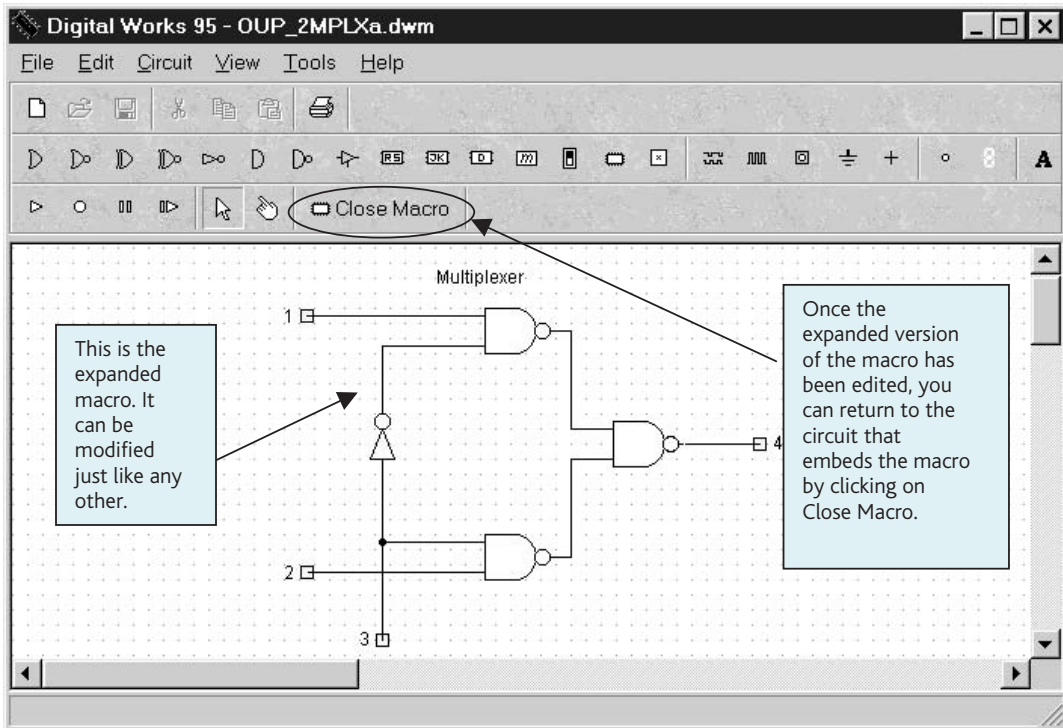 Digital Works 95 - OUP_2MPLXa.dwm
File Edit Circuit View Tools Help
RS JK D m A
Close Macro
Multiplexer
1
This is the
expanded
macro. It
can be
modified
just like any
other.
Once the
expanded version
of the macro has
been edited, you
can return to the
circuit that
embeds the macro
by clicking on
Close Macro.
4
2
3